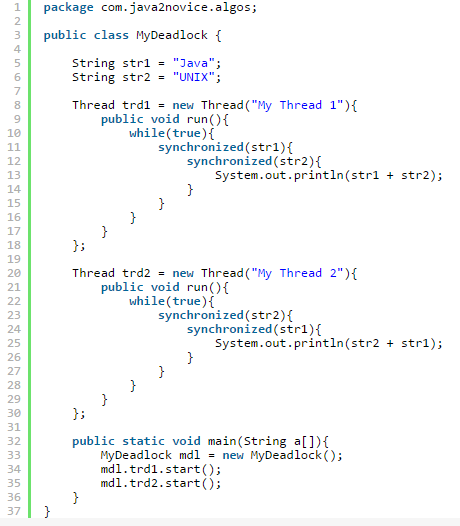 1 package com.java2novice.algos;
2
3 public class MyDeadlock {
4
5     String str1 = "Java";
6     String str2 = "UNIX";
7
8     Thread trd1 = new Thread("My Thread 1"){
9         public void run(){
10             while(true){
11                 synchronized(str1){
12                     synchronized(str2){
13                         System.out.println(str1 + str2);
14                     }
15                 }
16             }
17         }
18     };
19
20     Thread trd2 = new Thread("My Thread 2"){
21         public void run(){
22             while(true){
23                 synchronized(str2){
24                     synchronized(str1){
25                         System.out.println(str2 + str1);
26                     }
27                 }
28             }
29         }
30     };
31
32     public static void main(String a[]){
33         MyDeadlock mdl = new MyDeadlock();
34         mdl.trd1.start();
35         mdl.trd2.start();
36     }
37 }